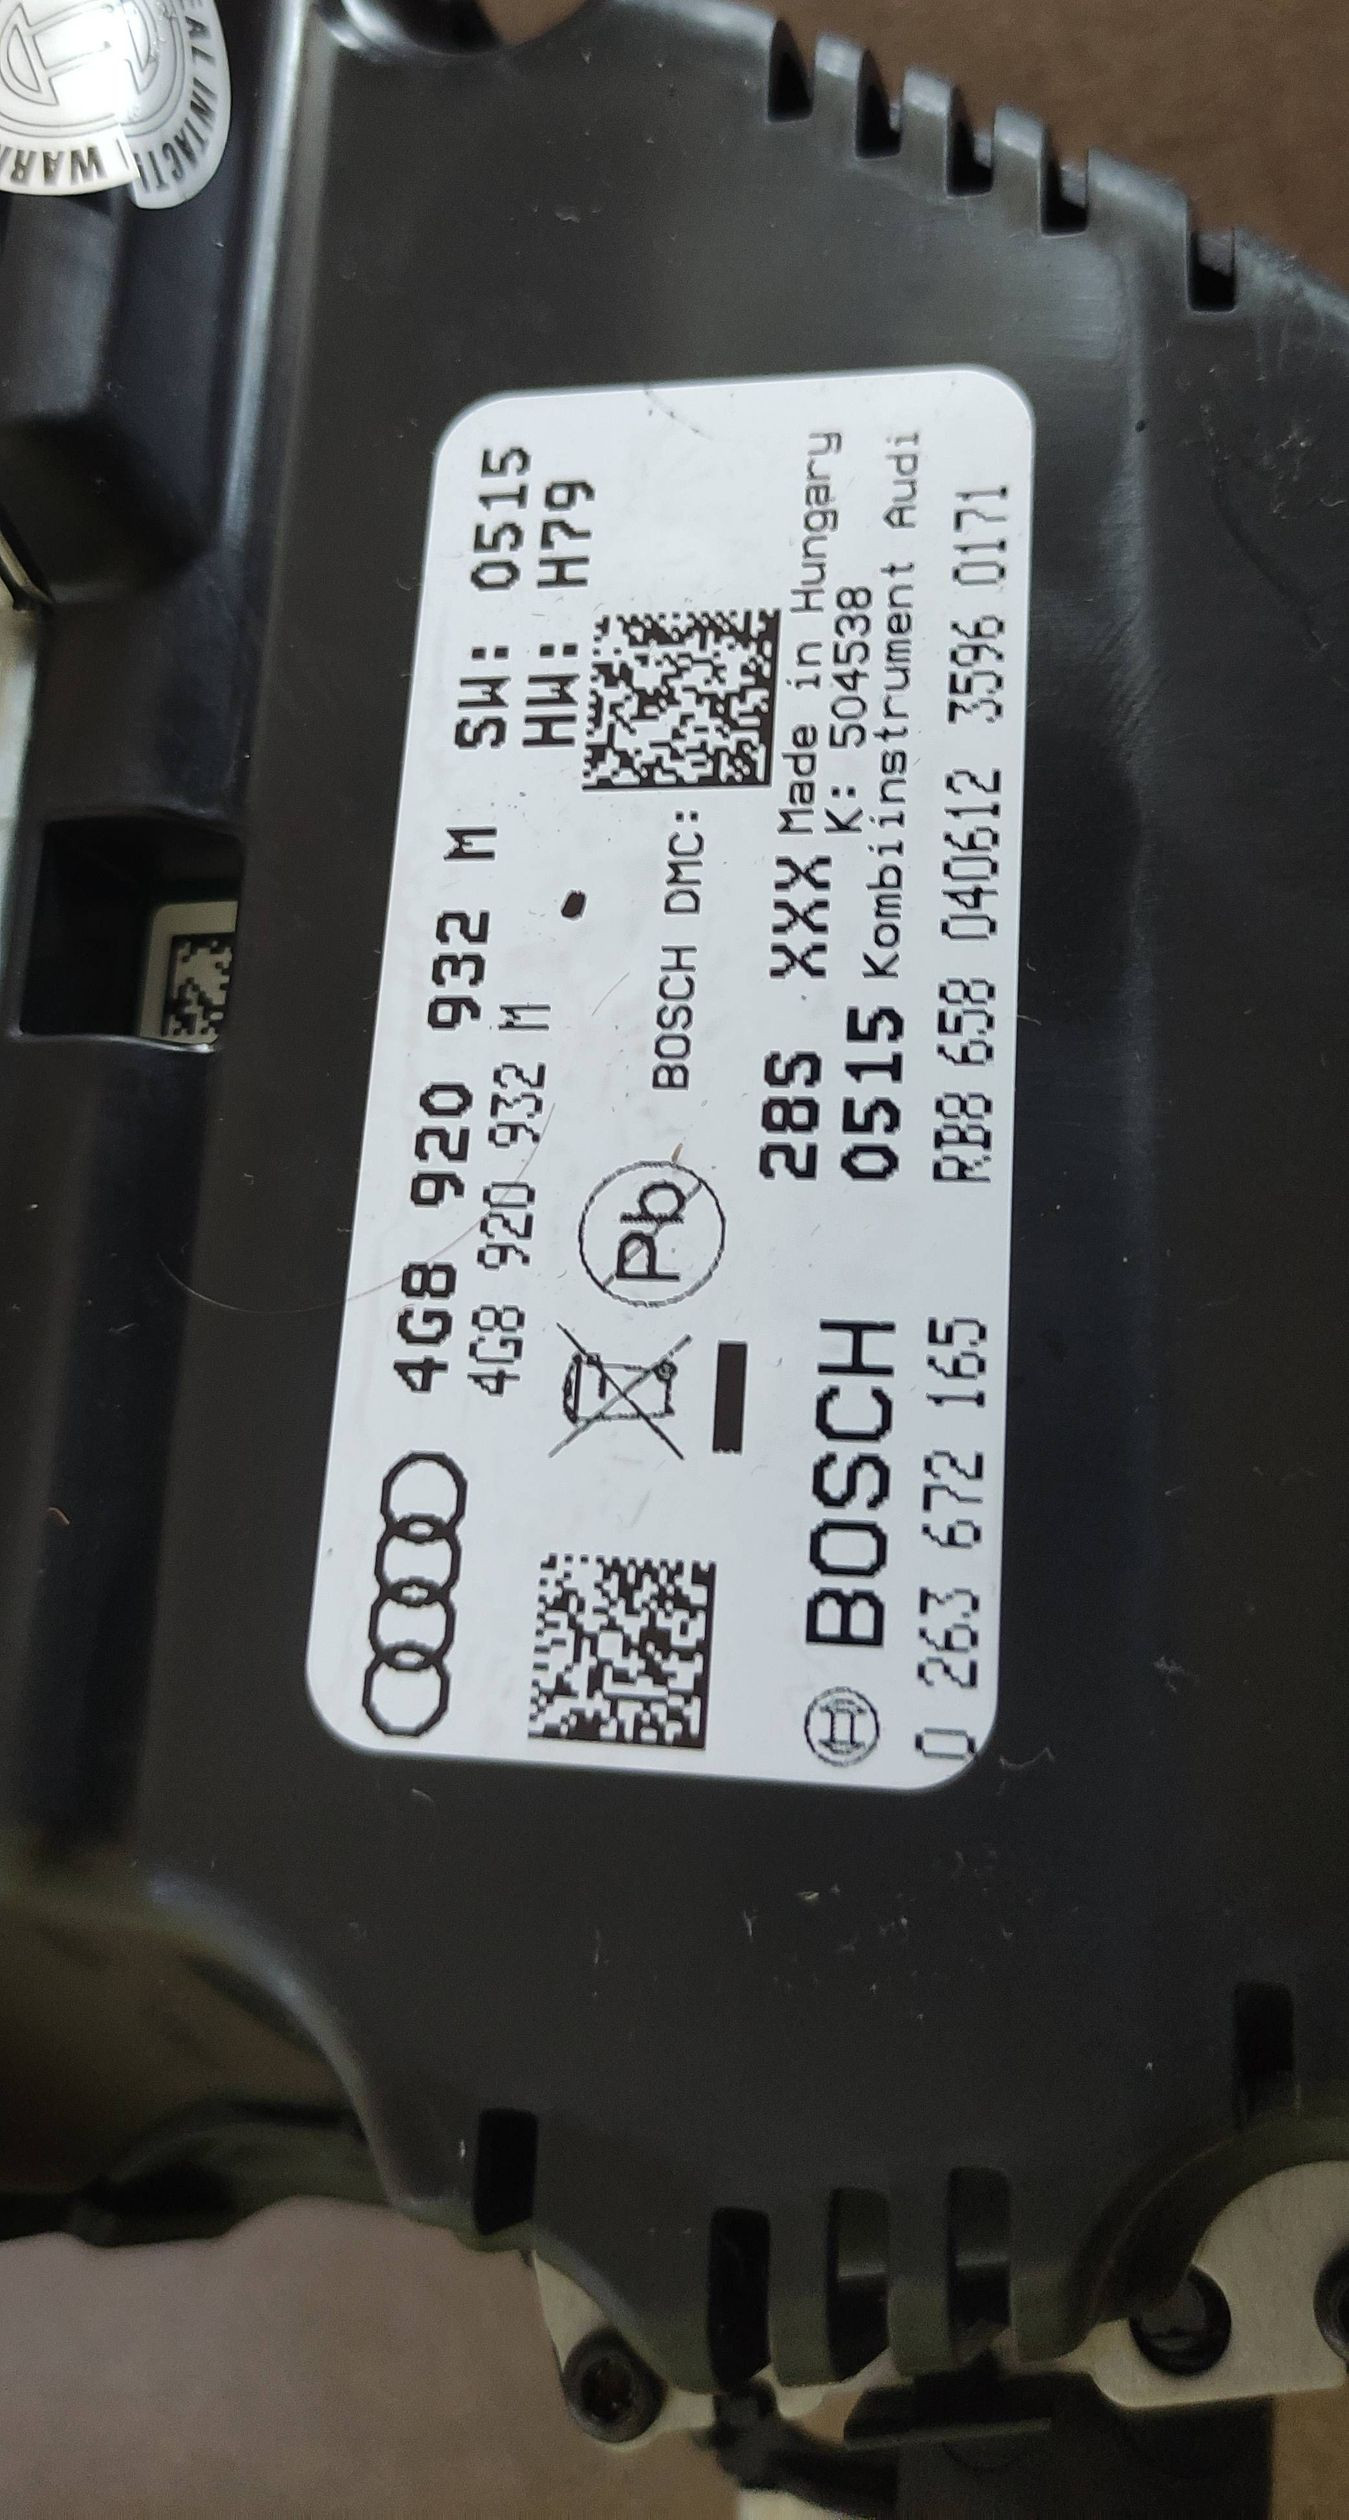 4G8 920 932 M SW: 0515
4G8 920 932 M HW: H79
Pb
BOSCH DMC:
28S XXX Made in Hungary
K: 504538
BOSCH 0515 Kombiinstrument Audi
0 263 672 165 RB8 658 040612 3596 0171